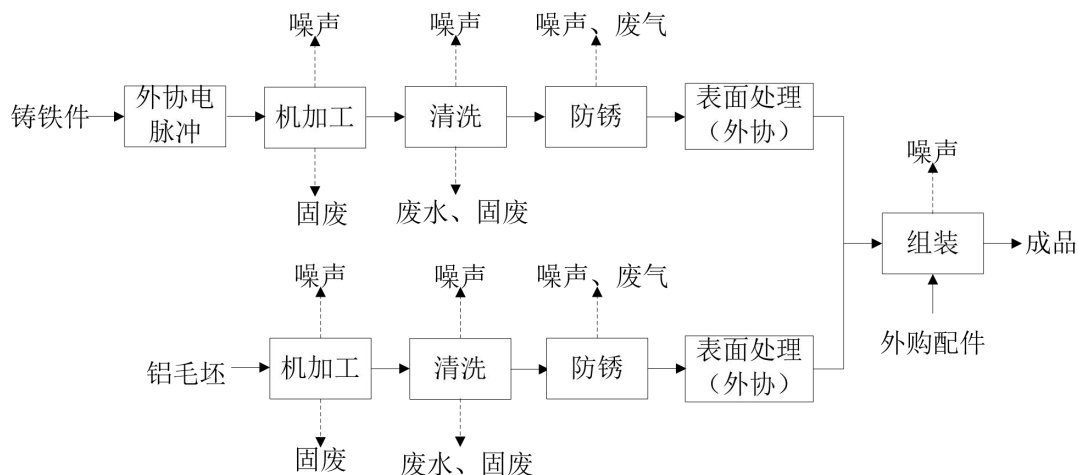 噪声
噪声
噪声、废气
铸铁件
外协电
脉冲
机加工
清洗
防锈
表面处理
（外协）
固废
废水、固废
噪声
组装
成品
外购配件
噪声
噪声
噪声、废气
铝毛坯
机加工
清洗
防锈
表面处理
（外协）
固废
废水、固废